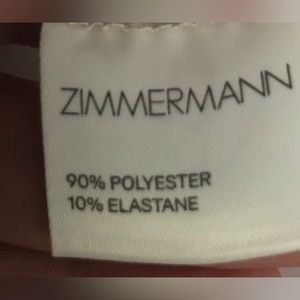 ZIMMERMANN
90% POLYESTER
10% ELASTANE